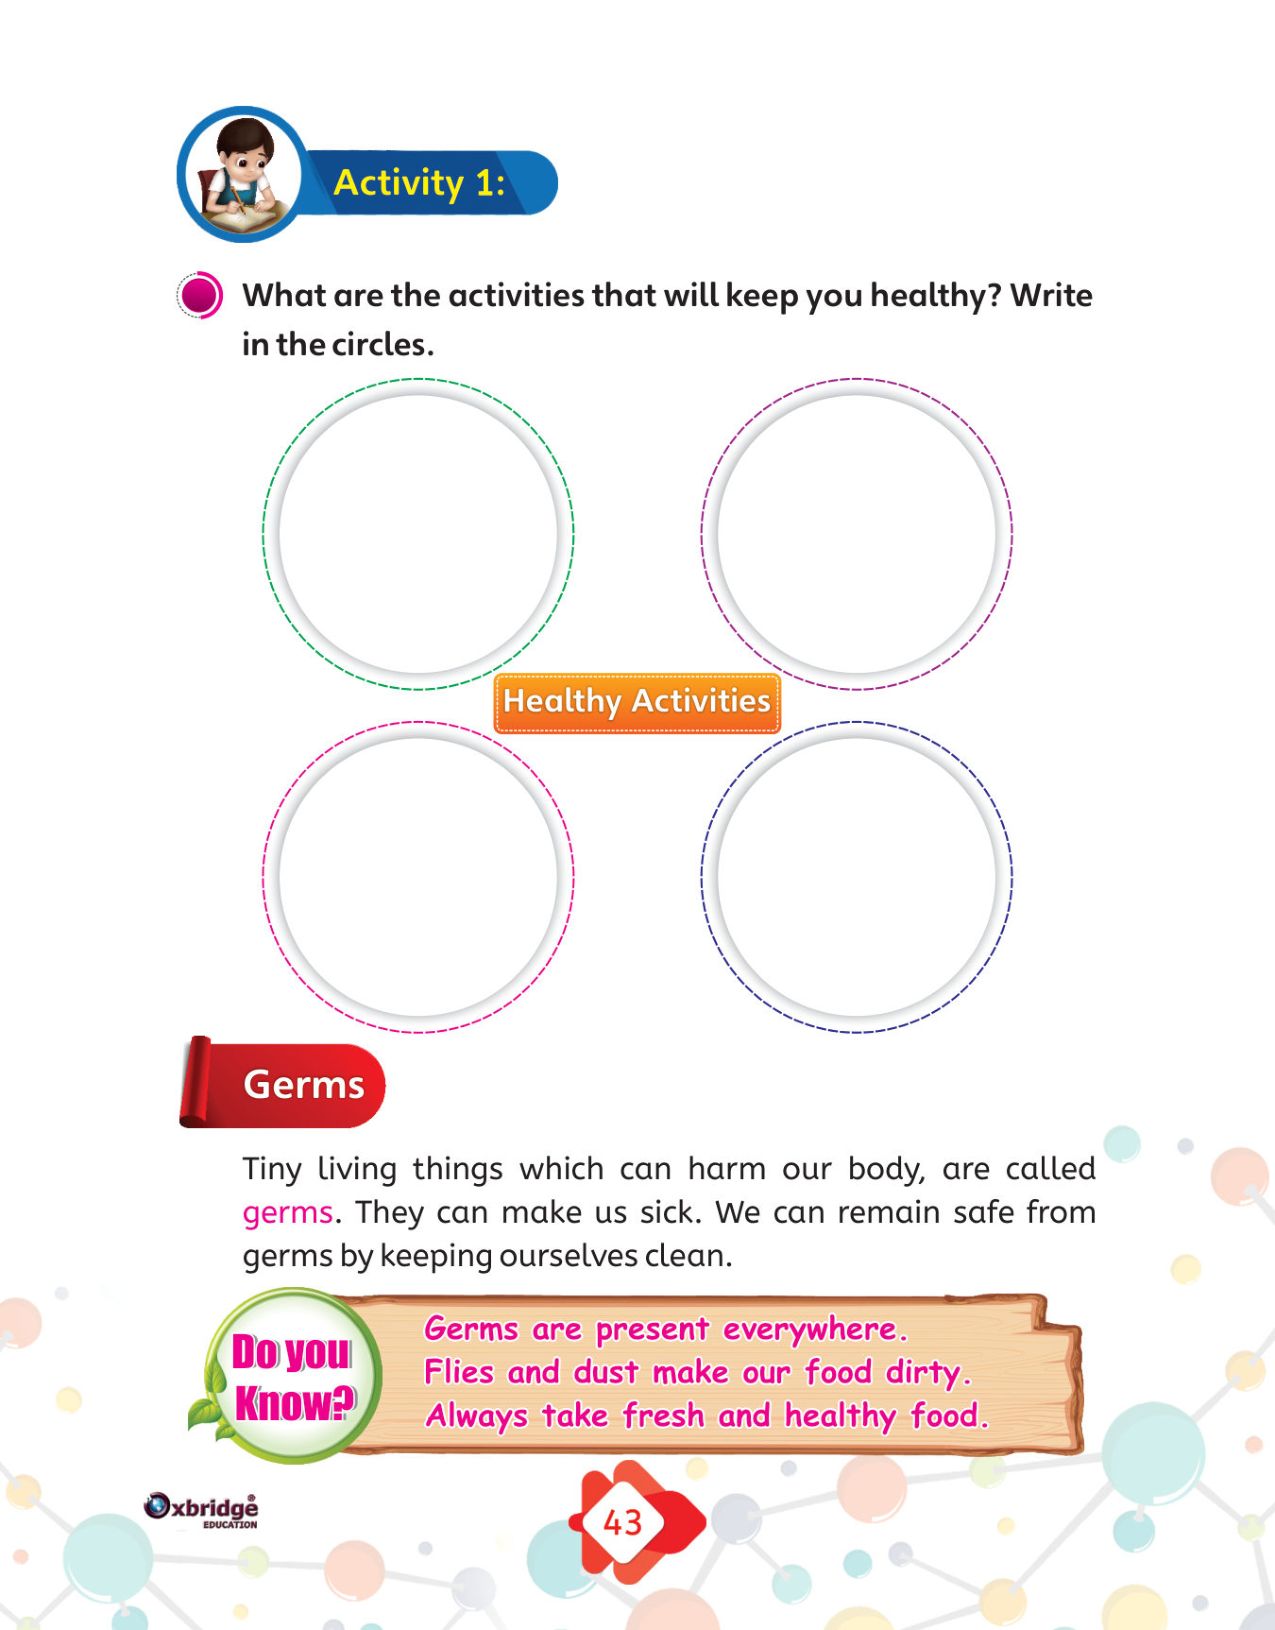 Activity 1:
What are the activities that will keep you healthy? Write
in the circles.
Healthy Activities
Germs
Tiny living things which can harm our body, are called
germs. They can make us sick. We can remain safe from
germs by keeping ourselves clean.
Do you
Know?
Germs are present everywhere.
Flies and dust make our food dirty.
Always take fresh and healthy food.
Oxbridge®
EDUCATION
43